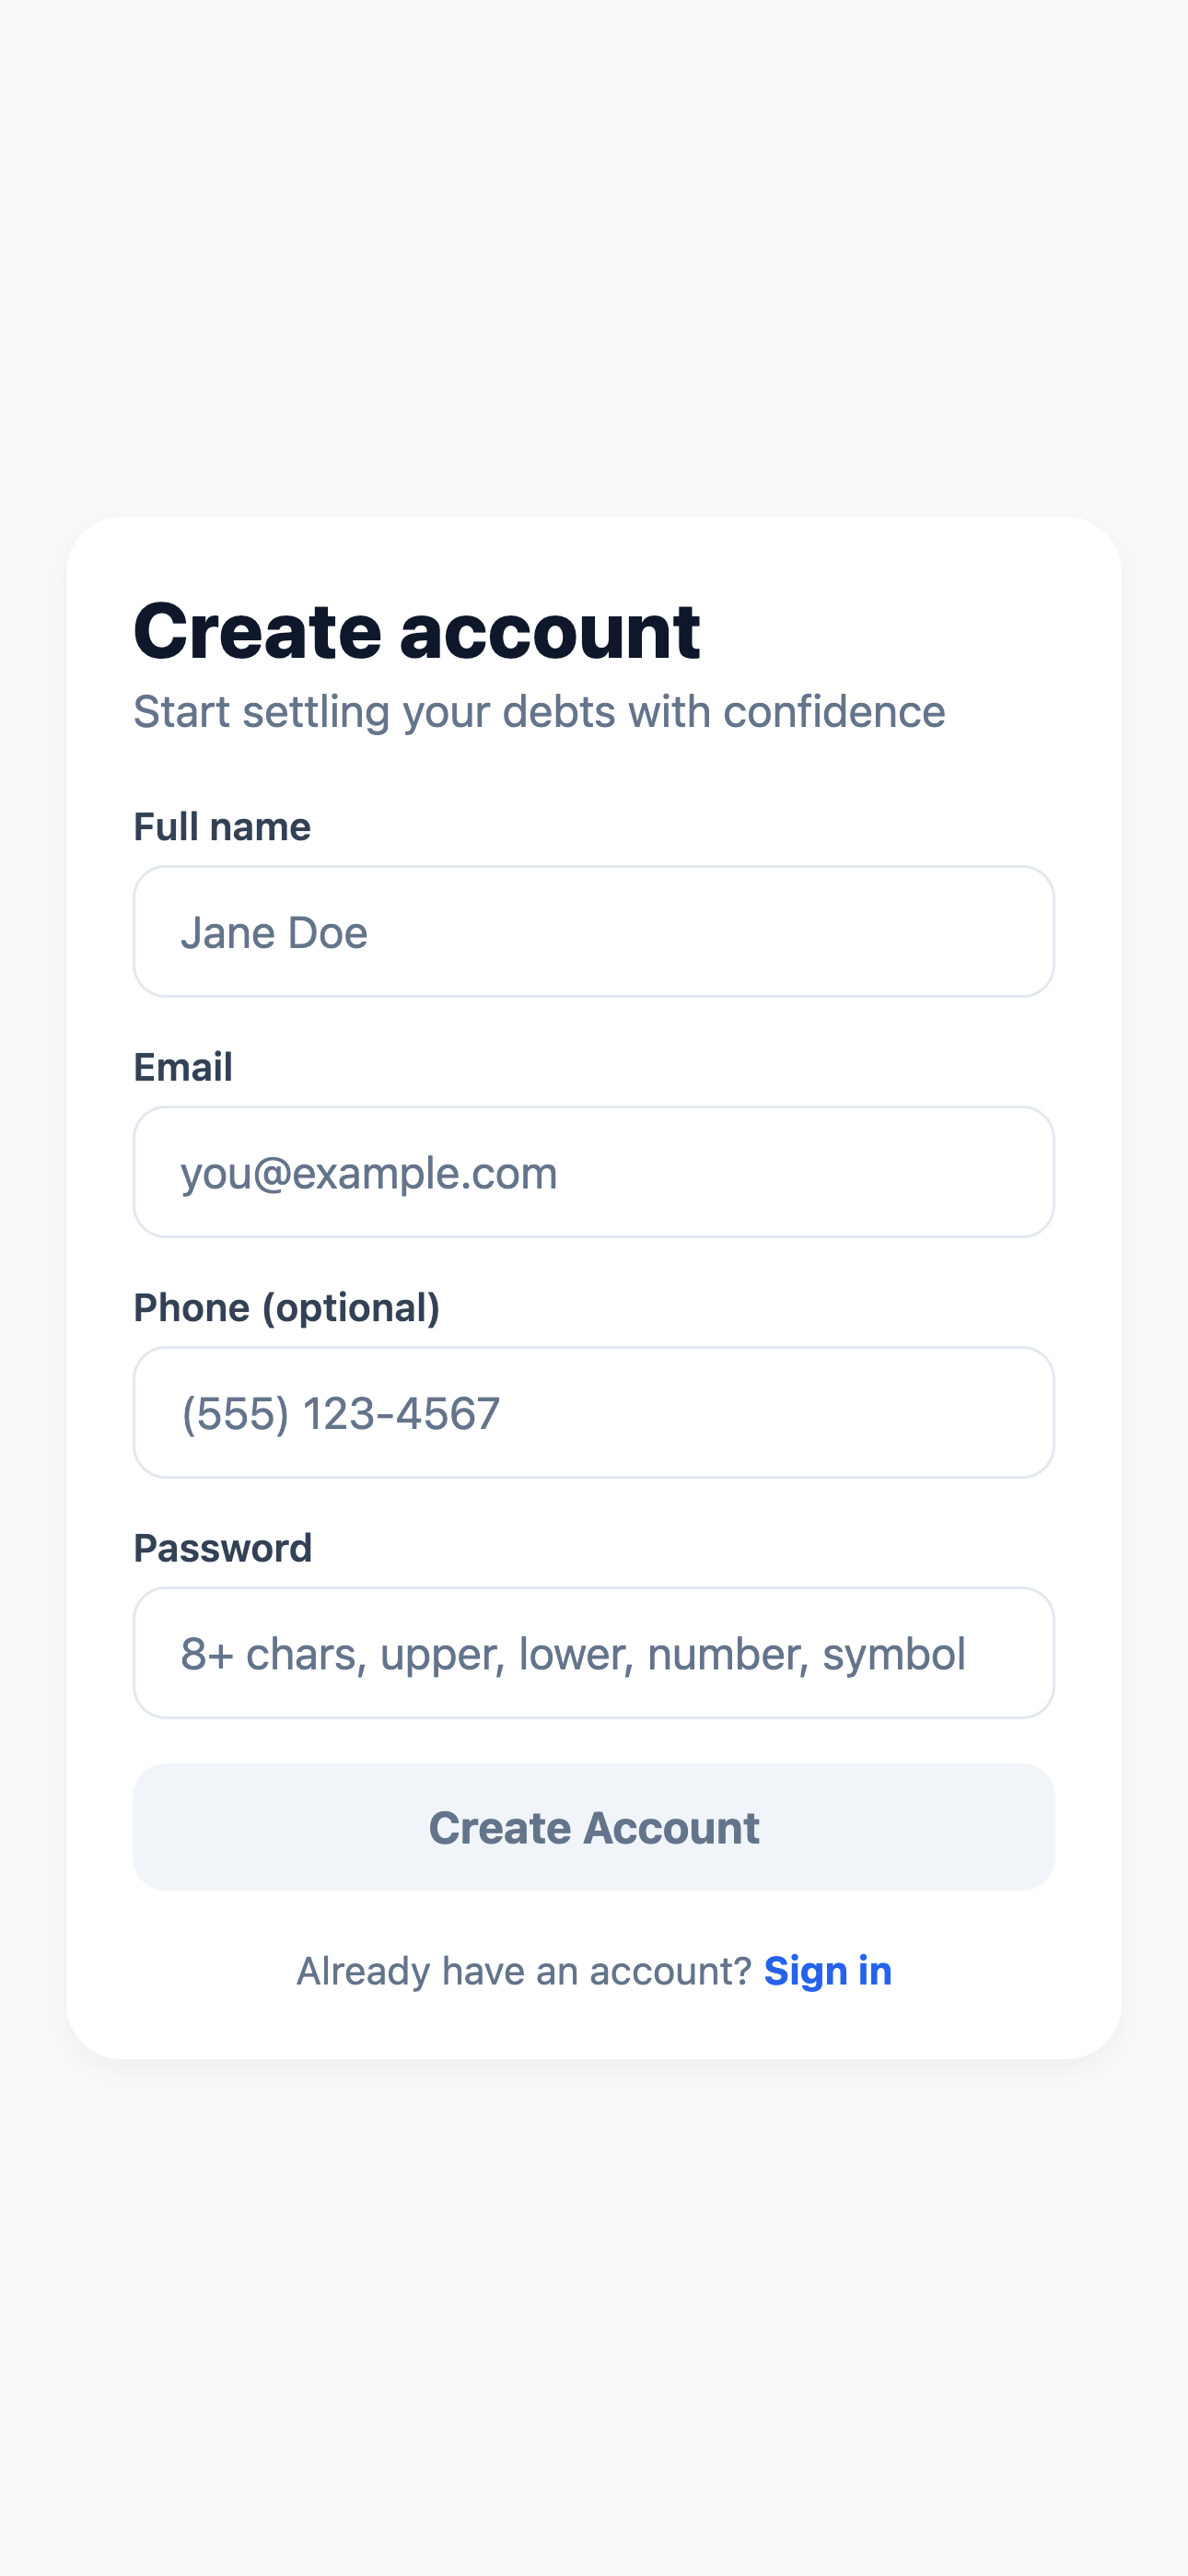 Create account
Start settling your debts with confidence
Full name
Jane Doe
Email
you@example.com
Phone (optional)
(555) 123-4567
Password
8+ chars, upper, lower, number, symbol
Create Account
Already have an account? Sign in